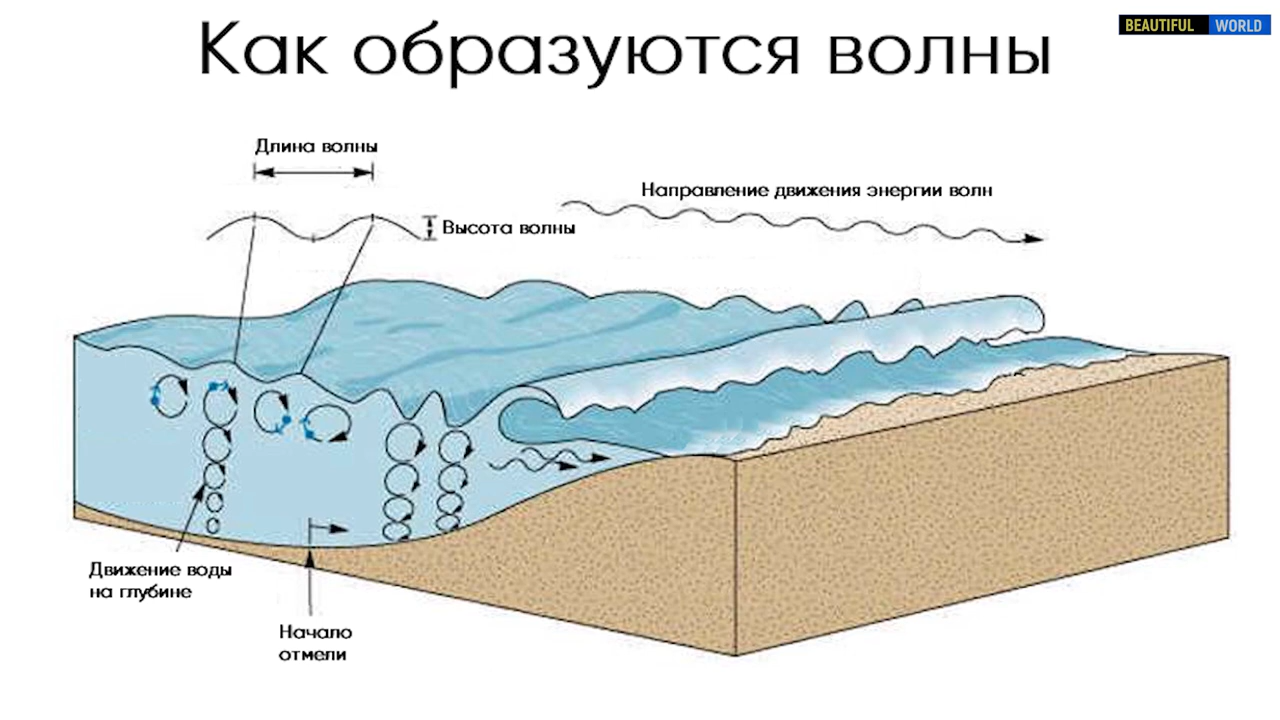 BEAUTIFUL WORLD
Как образуются волны
Длина волны
Направление движения энергии волн
Высота волны
Движение воды
на глубине
Начало
отмели